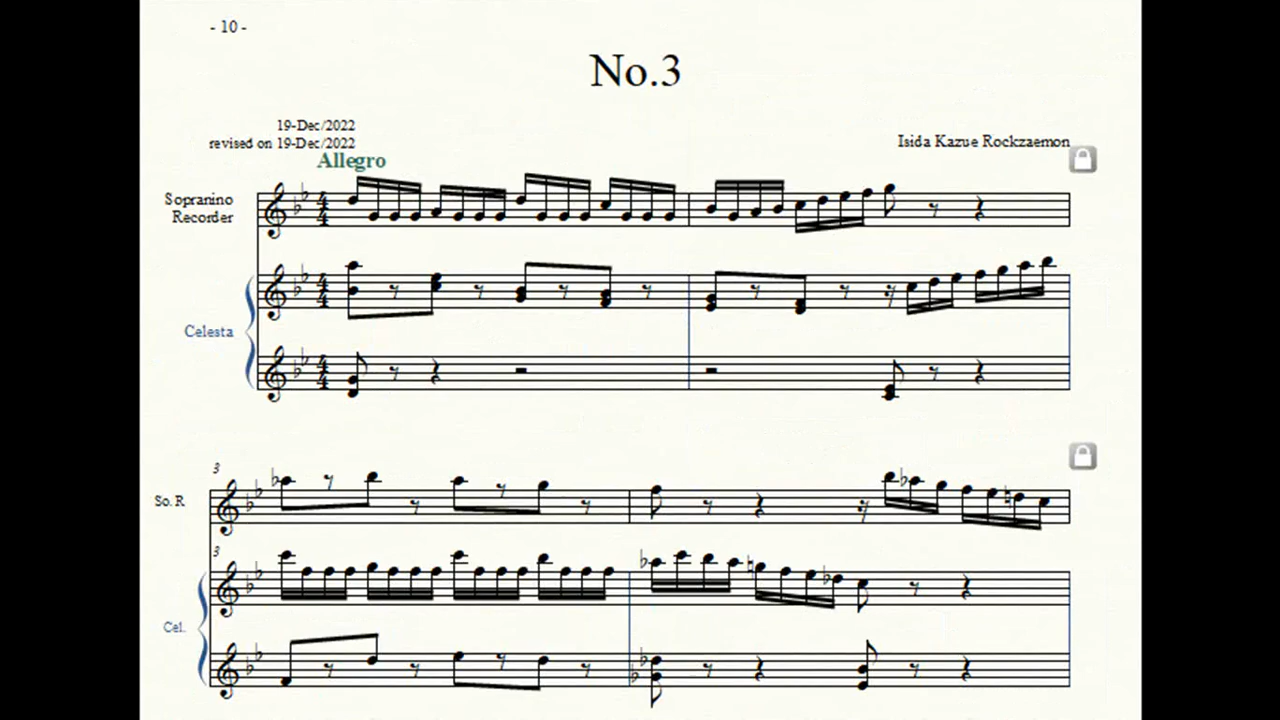 - 10 -
No.3
19-Dec/2022
revised on 19-Dec/2022
Isida Kazue Rockzaemon
Allegro
Sopranino
Recorder
Celesta
3
So. R
3
Cel.